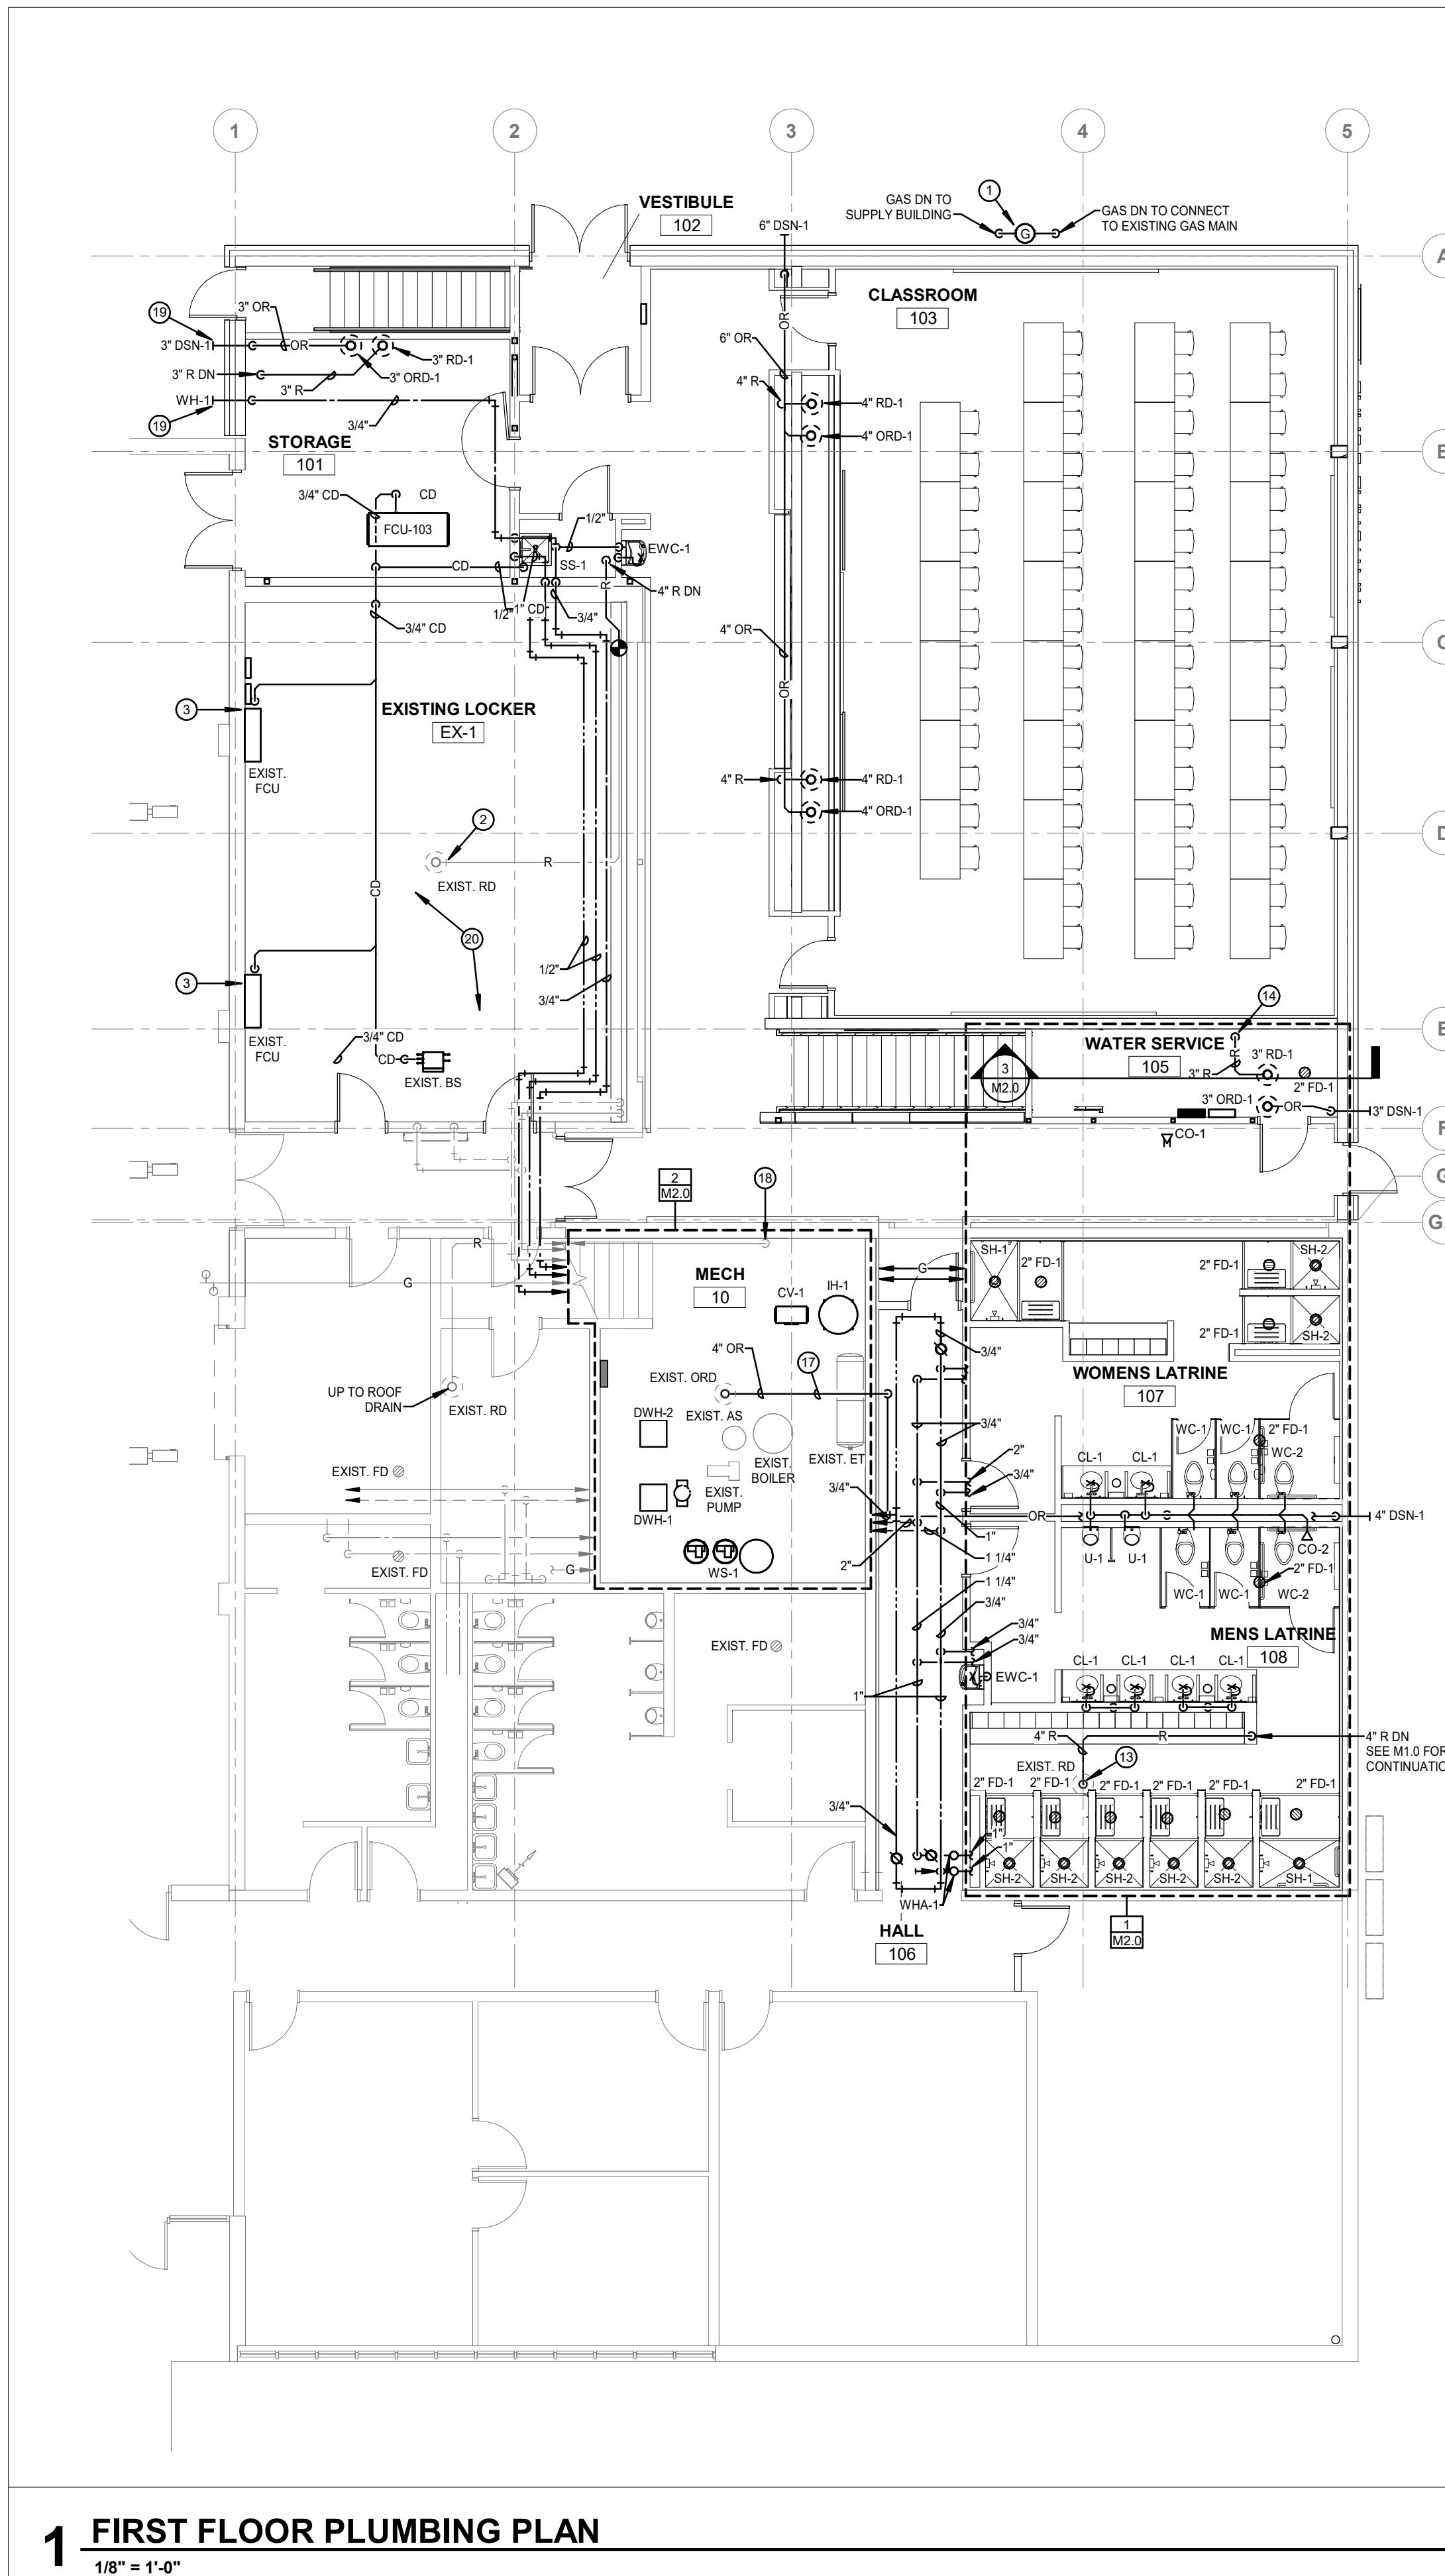 1
2
3
4
5
VESTIBULE
102
6" DSN-1
GAS DN TO
SUPPLY BUILDING
1
G
GAS DN TO CONNECT
TO EXISTING GAS MAIN
A
CLASSROOM
103
19
3" OR
3" DSN-1
OR
3" RD-1
3" ORD-1
3" R DN
3" R
WH-1
19
3/4"
OR
6" OR
4" R
4" RD-1
4" ORD-1
STORAGE
101
3/4" CD
CD
FCU-103
1/2"
EWC-1
SS-1
CD
R
4" R DN
1/2"
1" CD
3/4"
3/4" CD
4" OR
OR
C
3
EXISTING LOCKER
EX-1
EXIST.
FCU
4" R
4" RD-1
4" ORD-1
2
D
R
EXIST. RD
CD
20
1/2"
3/4"
3
EXIST.
FCU
3/4" CD
CD
EXIST. BS
14
WATER SERVICE
105
3
M2.0
R
3" R
3" RD-1
2" FD-1
3" ORD-1
OR
3" DSN-1
CO-1
F
G
2
M2.0
18
G.
R
G
MECH
10
CV-1
IH-1
G
SH-1
2" FD-1
2" FD-1
SH-2
2" FD-1
SH-2
3/4"
4" OR
17
EXIST. ORD
UP TO ROOF
DRAIN
EXIST. RD
WOMENS LATRINE
107
DWH-2
EXIST. AS
EXIST.
BOILER
EXIST. ET
3/4"
WC-1
WC-1
2" FD-1
WC-2
CL-1
CL-1
2"
3/4"
EXIST. FD
EXIST.
PUMP
DWH-1
3/4"
OR
4" DSN-1
1"
1 1/4"
2"
U-1
U-1
CO-2
2" FD-1
WS-1
EXIST. FD
G
WC-1
WC-1
WC-2
1 1/4"
3/4"
3/4"
3/4"
EXIST. FD
MENS LATRINE
108
CL-1
CL-1
CL-1
CL-1
EWC-1
1"
4" R
R
4" R DN
SEE M1.0 FOR
CONTINUATIO
EXIST. RD
13
2" FD-1
2" FD-1
2" FD-1
2" FD-1
2" FD-1
2" FD-1
3/4"
1"
1"
SH-2
SH-2
SH-2
SH-2
SH-2
SH-1
WHA-1
HALL
106
1
M2.0
1
FIRST FLOOR PLUMBING PLAN
1/8" = 1'-0"